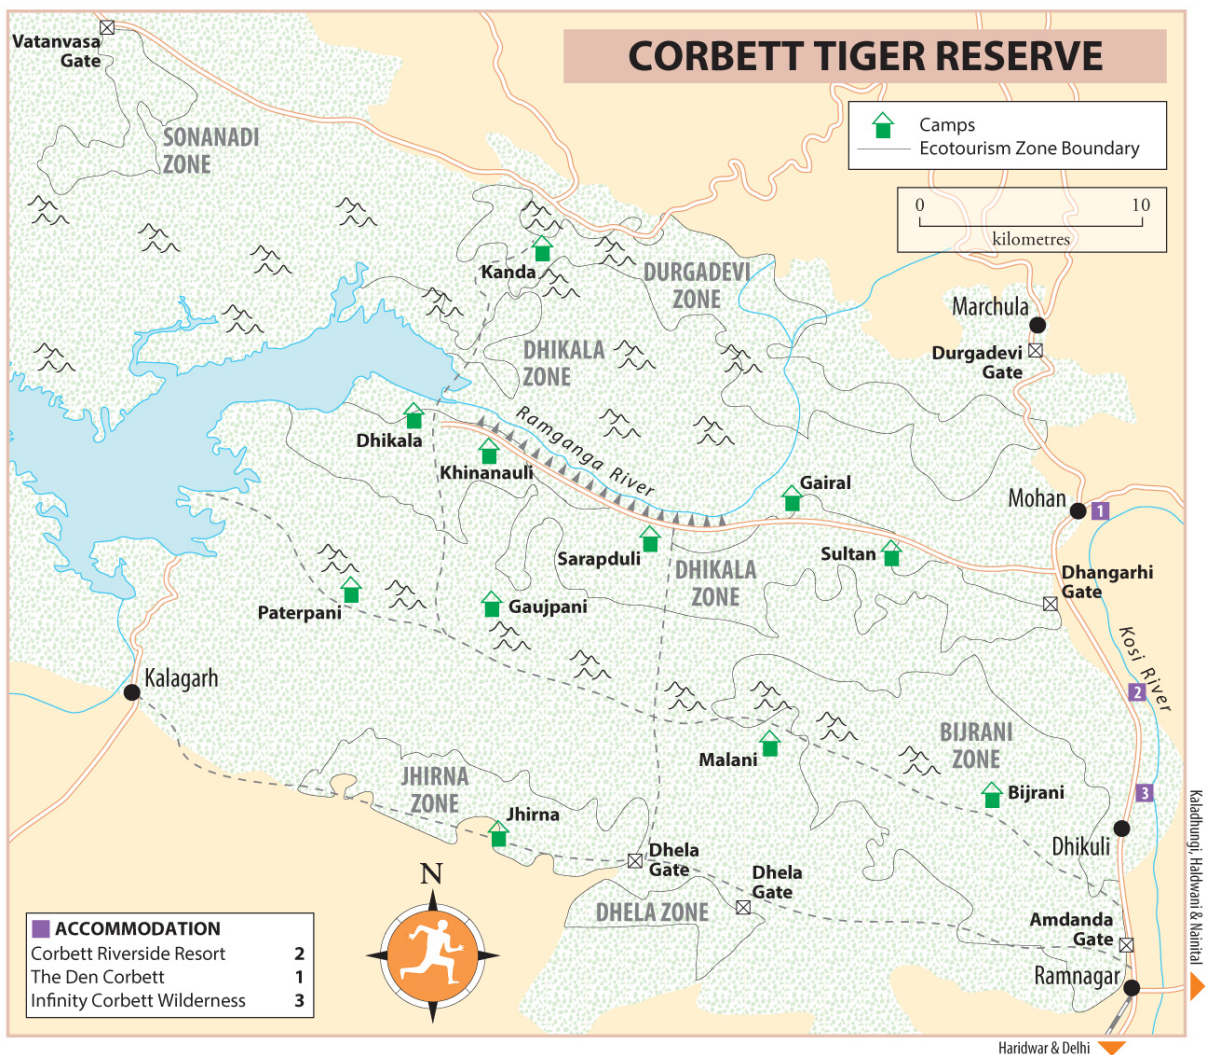 CORBETT TIGER RESERVE
Vatanvasa
Gate
Camps
Ecotourism Zone Boundary
0 10
kilometres
SONANADI
ZONE
Kanda
DURGADEVI
ZONE
Marchula
Durgadevi
Gate
DHIKALA
ZONE
Dhikala
Ramganga River
Khinanauli
Gairal
Mohan
1
Sarapduli
Sultan
DHIKALA
ZONE
Dhangarhi
Gate
Paterpani
Gaujpani
Kosi River
Kalagarh
2
BIJRANI
ZONE
Malani
JHIRNA
ZONE
Bijrani
3
Jhirna
Dhikuli
Dhela
Gate
Dhela
Gate
DHELA ZONE
Amdanda
Gate
Ramnagar
N
ACCOMMODATION
Corbett Riverside Resort 2
The Den Corbett 1
Infinity Corbett Wilderness 3
Kaladhungi, Haldwani & Nainital
Haridwar & Delhi